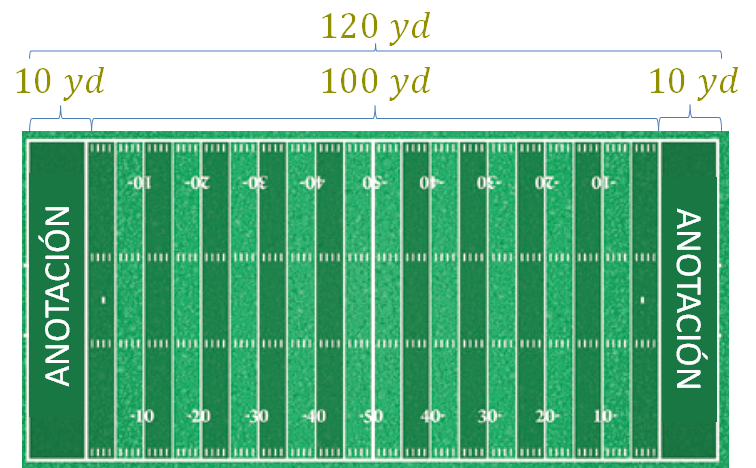 120 yd
10 yd 100 yd 10 yd
-10 -20- -30- -40- -50- -40- -30- -20- -10-
ANOTACIÓN ANOTACIÓN
-10 -20 -30 -40 -50 40- 30- 20- 10-